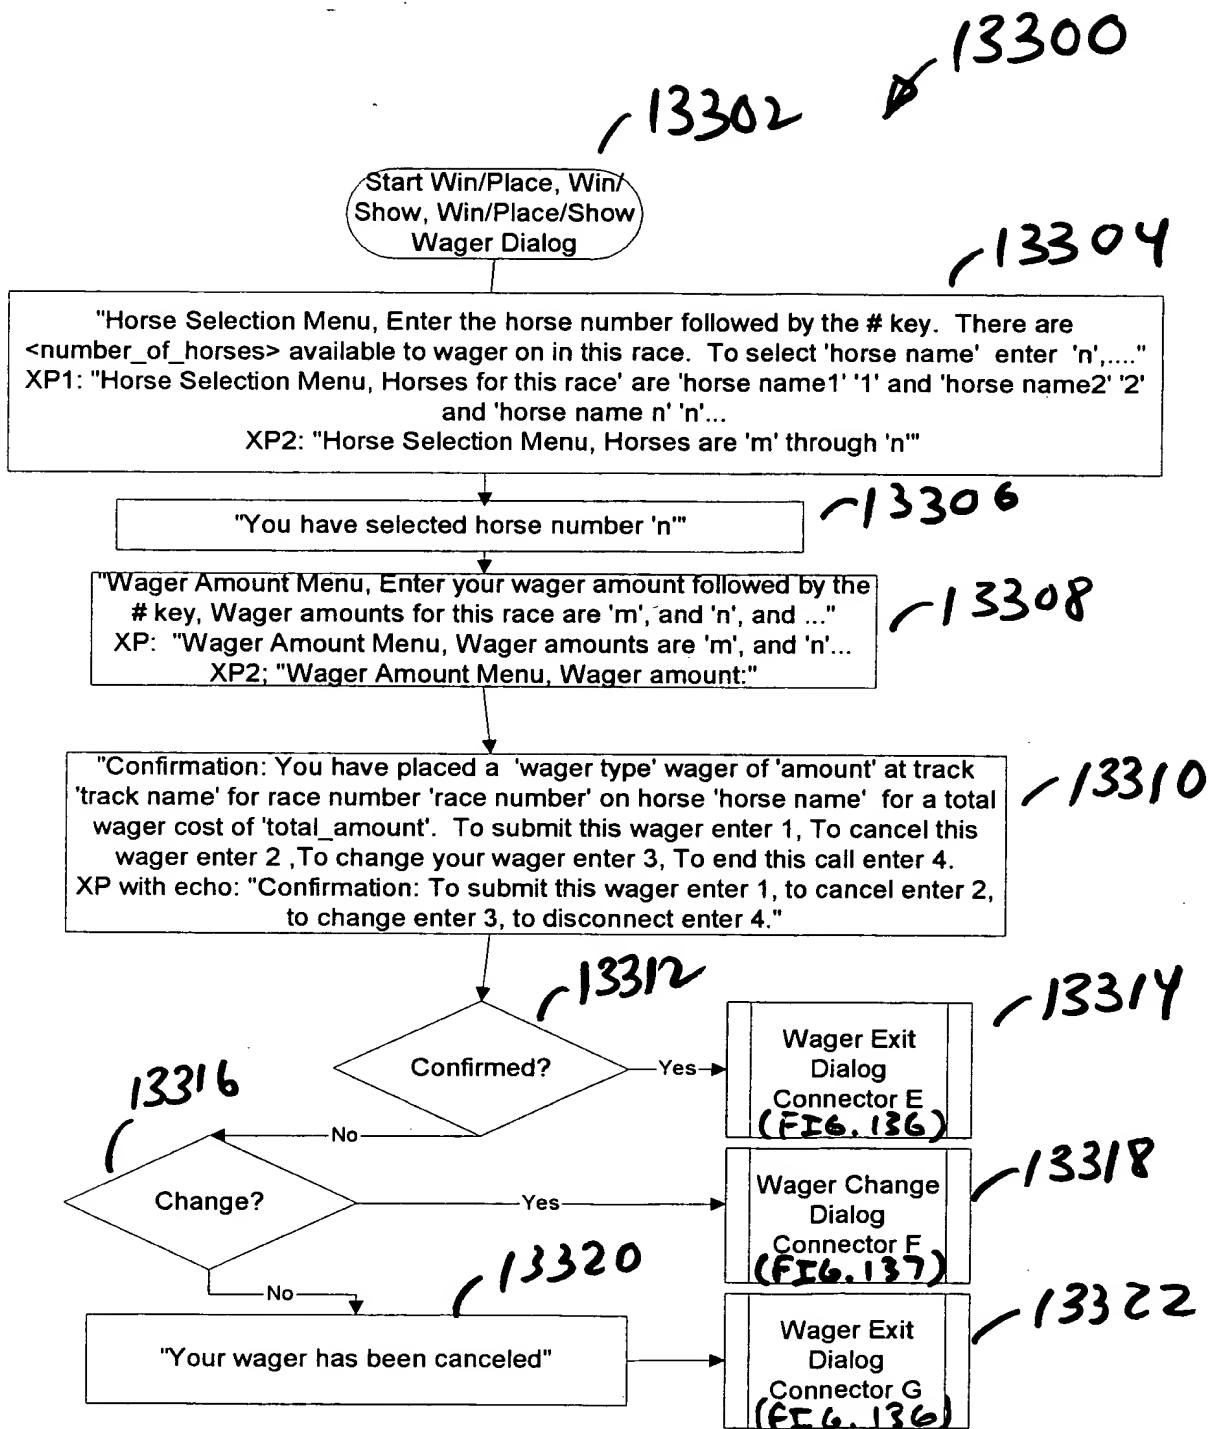 13300
13302
Start Win/Place, Win/
Show, Win/Place/Show
Wager Dialog
13304
"Horse Selection Menu, Enter the horse number followed by the # key.  There are
<number_of_horses> available to wager on in this race.  To select 'horse name'  enter  'n',...."
XP1: "Horse Selection Menu, Horses for this race' are 'horse name1' '1' and 'horse name2' '2'
and 'horse name n' 'n'...
XP2: "Horse Selection Menu, Horses are 'm' through 'n'"
13306
"You have selected horse number 'n'"
"Wager Amount Menu, Enter your wager amount followed by the
# key, Wager amounts for this race are 'm', and 'n', and ..."
XP:  "Wager Amount Menu, Wager amounts are 'm', and 'n'...
XP2; "Wager Amount Menu, Wager amount:"
13308
"Confirmation: You have placed a  'wager type' wager of 'amount' at track
'track name' for race number 'race number' on horse 'horse name'  for a total
wager cost of 'total_amount'.  To submit this wager enter 1, To cancel this
wager enter 2 ,To change your wager enter 3, To end this call enter 4.
XP with echo: "Confirmation: To submit this wager enter 1, to cancel enter 2,
to change enter 3, to disconnect enter 4."
13310
13312
Confirmed?
Yes
13314
Wager Exit
Dialog
Connector E
(FIG. 136)
No
13316
Change?
Yes
13318
Wager Change
Dialog
Connector F
(FIG. 137)
No
13320
"Your wager has been canceled"
13322
Wager Exit
Dialog
Connector G
(FIG. 136)